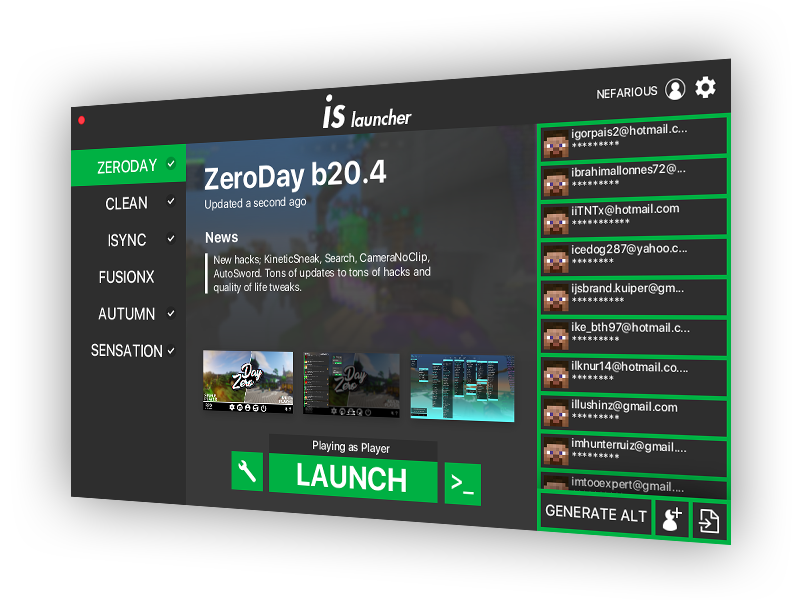 is launcher
NEFARIOUS
ZERODAY
CLEAN
ISYNC
FUSIONX
AUTUMN
SENSATION
ZeroDay b20.4
Updated a second ago
News
New hacks; KineticSneak, Search, CameraNoClip,
AutoSword. Tons of updates to tons of hacks and
quality of life tweaks.
Day
Zero
Day
Zero
Playing as Player
LAUNCH
>_
igorpais2@hotmail.c...
*********
ibrahimallonnes72@...
*********
iiTNTx@hotmail.com
***********
icedog287@yahoo.c...
********
ijsbrand.kuiper@gm...
**********
ike_bth97@hotmail.c...
*********
ilknur14@hotmail.co....
********
illushinz@gmail.com
*********
imhunterruiz@gmail....
*********
imtooexpert@gmail....
GENERATE ALT